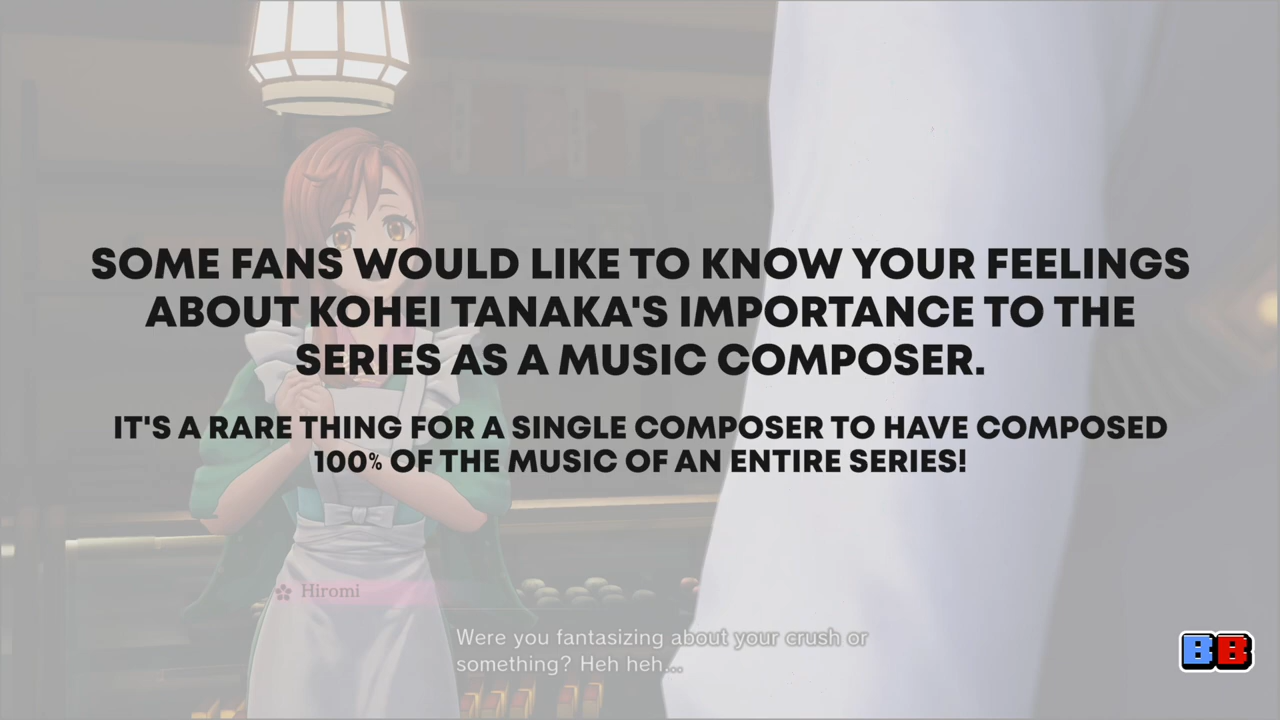 SOME FANS WOULD LIKE TO KNOW YOUR FEELINGS
ABOUT KOHEI TANAKA'S IMPORTANCE TO THE
SERIES AS A MUSIC COMPOSER.
IT'S A RARE THING FOR A SINGLE COMPOSER TO HAVE COMPOSED
100% OF THE MUSIC OF AN ENTIRE SERIES!
Hiromi
Were you fantasizing about your crush or
something? Heh heh...
BB